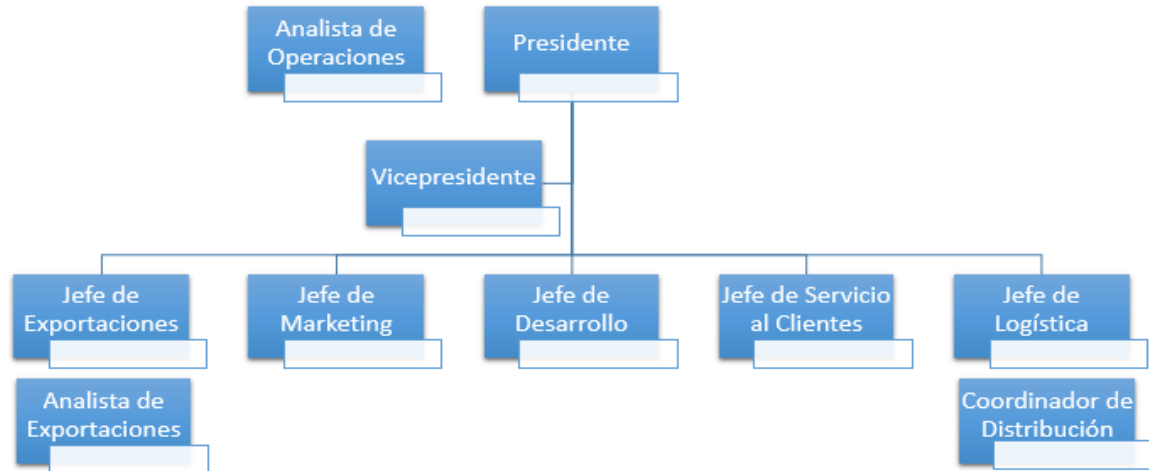 Analista de
Operaciones
Presidente
Vicepresidente
Jefe de
Exportaciones
Jefe de
Marketing
Jefe de
Desarrollo
Jefe de Servicio
al Clientes
Jefe de
Logística
Analista de
Exportaciones
Coordinador de
Distribución